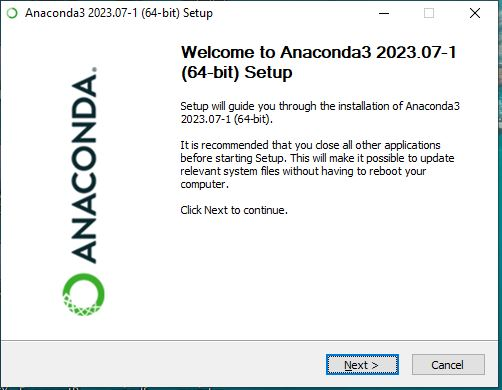 Anaconda3 2023.07-1 (64-bit) Setup
Welcome to Anaconda3 2023.07-1
(64-bit) Setup
Setup will guide you through the installation of Anaconda3
2023.07-1 (64-bit).
It is recommended that you close all other applications
before starting Setup. This will make it possible to update
relevant system files without having to reboot your
computer.
Click Next to continue.
ANACONDA.
Next >
Cancel